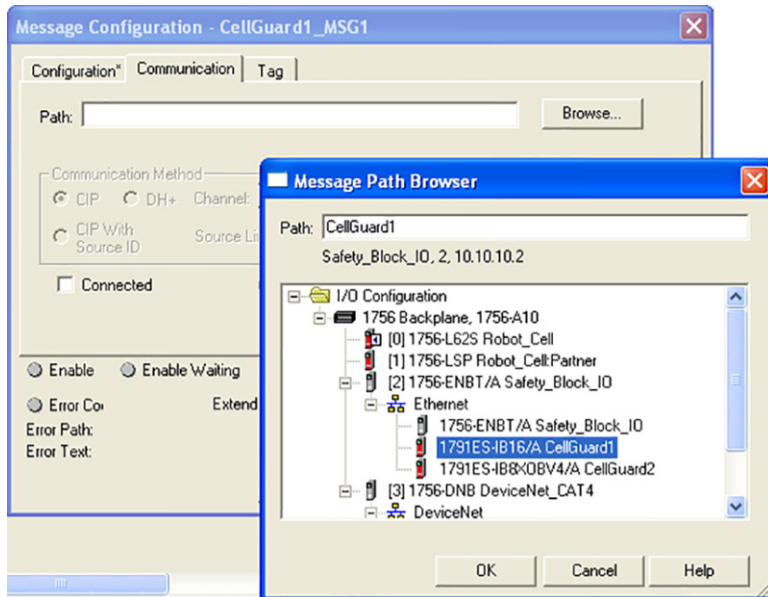 Message Configuration - CellGuard1_MSG1
Configuration* Communication Tag
Path: Browse...
Communication Method
CIP DH+ Channel:
CIP With Source ID Source Li
Connected
Enable Enable Waiting
Error Co Extend
Error Path:
Error Text:
Message Path Browser
Path: CellGuard1
Safety_Block_IO, 2, 10.10.10.2
I/O Configuration
1756 Backplane, 1756-A10
[0] 1756-L62S Robot_Cell
[1] 1756-LSP Robot_Cell:Partner
[2] 1756-ENBT/A Safety_Block_IO
Ethernet
1756-ENBT/A Safety_Block_IO
1791ES-IB16/A CellGuard1
1791ES-IB8XOBV4/A CellGuard2
[3] 1756-DNB DeviceNet_CAT4
DeviceNet
OK Cancel Help